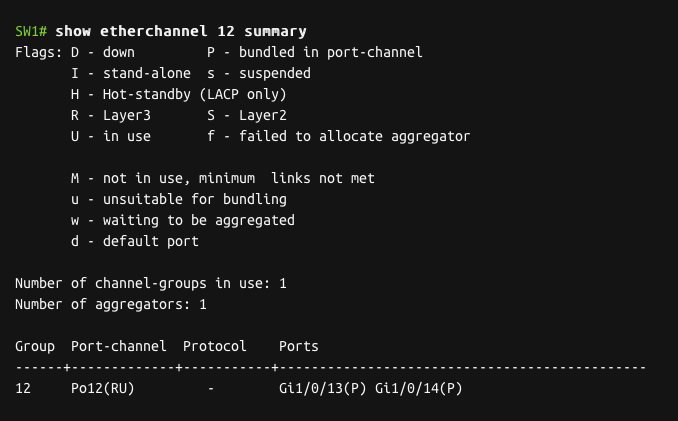 SW1# show etherchannel 12 summary
Flags: D - down         P - bundled in port-channel
       I - stand-alone  s - suspended
       H - Hot-standby (LACP only)
       R - Layer3       S - Layer2
       U - in use       f - failed to allocate aggregator

       M - not in use, minimum  links not met
       u - unsuitable for bundling
       w - waiting to be aggregated
       d - default port

Number of channel-groups in use: 1
Number of aggregators: 1

Group  Port-channel  Protocol    Ports
------+-------------+-----------+----------------------------------------------
12     Po12(RU)         -        Gi1/0/13(P) Gi1/0/14(P)